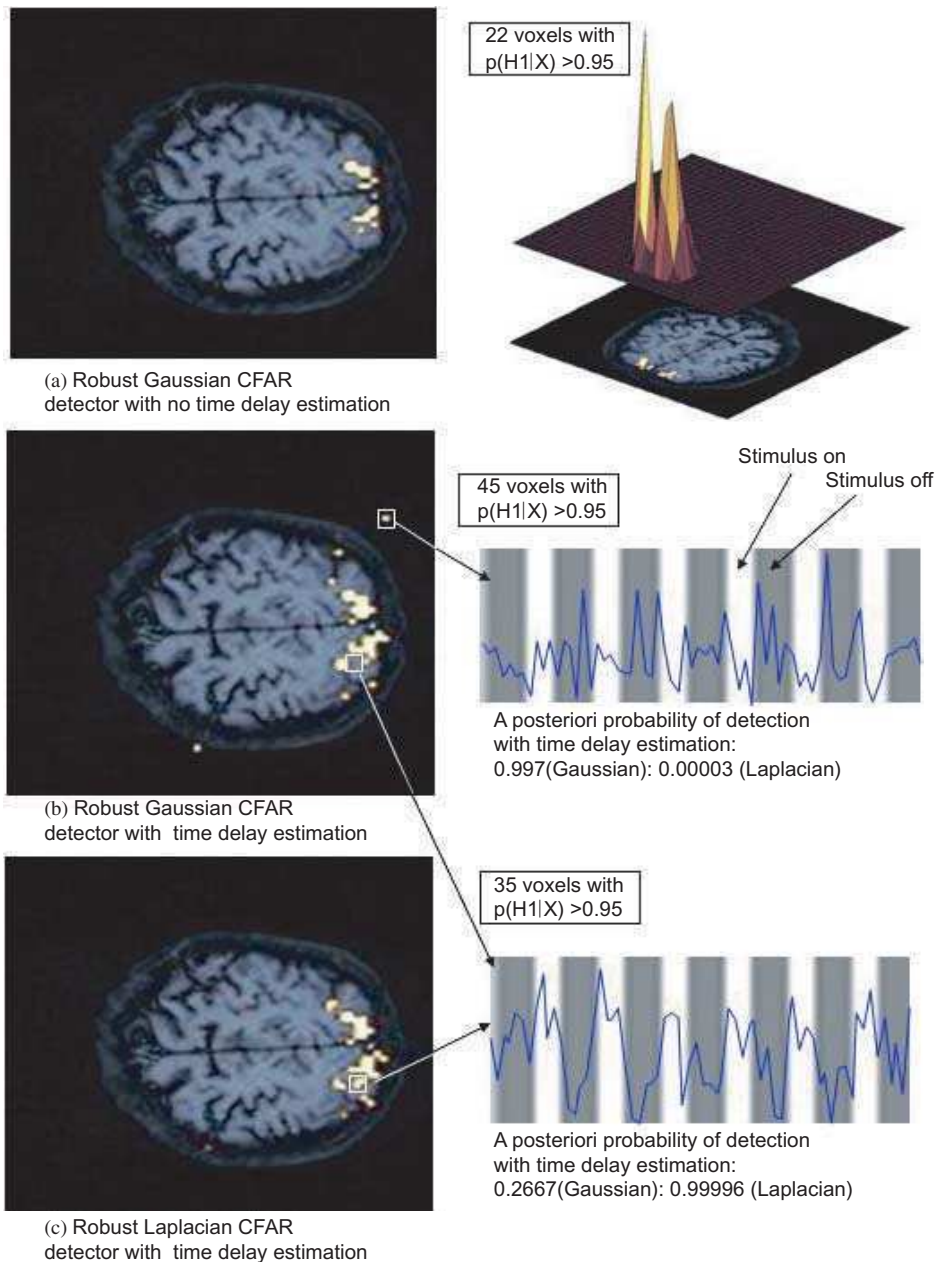 22 voxels with
p(H1|X) >0.95
(a) Robust Gaussian CFAR
detector with no time delay estimation
Stimulus on
Stimulus off
45 voxels with
p(H1|X) >0.95
A posteriori probability of detection
with time delay estimation:
0.997(Gaussian): 0.00003 (Laplacian)
(b) Robust Gaussian CFAR
detector with time delay estimation
35 voxels with
p(H1|X) >0.95
A posteriori probability of detection
with time delay estimation:
0.2667(Gaussian): 0.99996 (Laplacian)
(c) Robust Laplacian CFAR
detector with time delay estimation